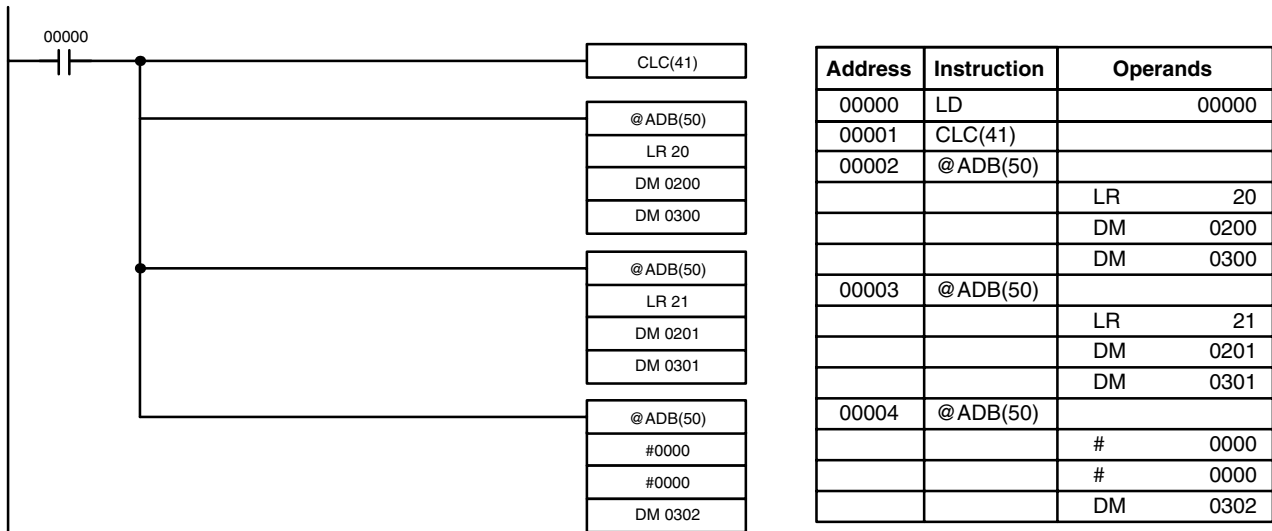 00000
CLC(41)
@ADB(50)
LR 20
DM 0200
DM 0300
@ADB(50)
LR 21
DM 0201
DM 0301
@ADB(50)
#0000
#0000
DM 0302
Address Instruction Operands
00000 LD 00000
00001 CLC(41)
00002 @ADB(50)
LR 20
DM 0200
DM 0300
00003 @ADB(50)
LR 21
DM 0201
DM 0301
00004 @ADB(50)
# 0000
# 0000
DM 0302